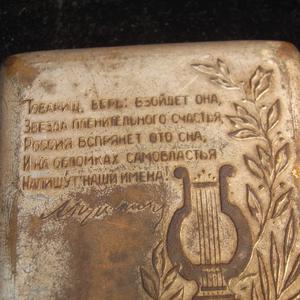 Товарищ, верь: взойдет она,
Звезда пленительного счастья,
Россия вспрянет ото сна,
И на обломках самовластья
Напишут наши имена!